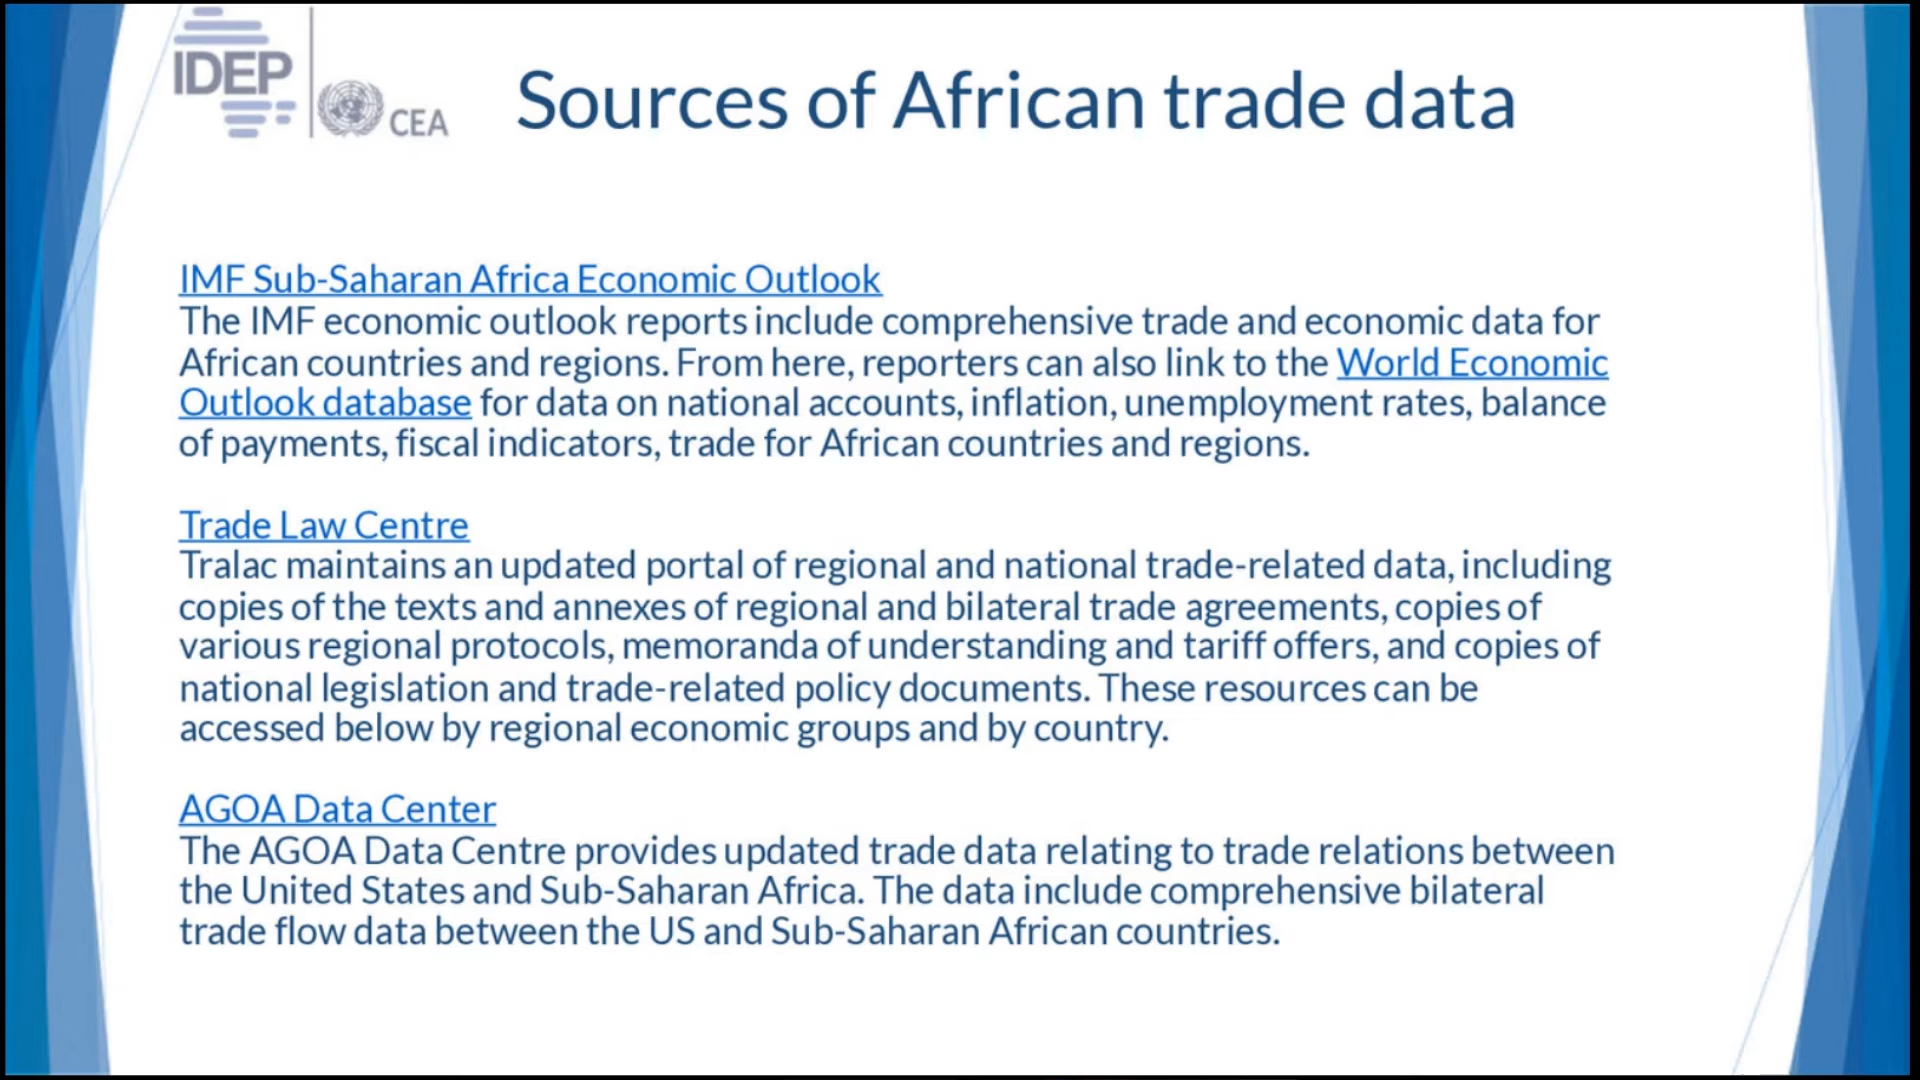 IDEP
CEA
Sources of African trade data
IMF Sub-Saharan Africa Economic Outlook
The IMF economic outlook reports include comprehensive trade and economic data for
African countries and regions. From here, reporters can also link to the World Economic
Outlook database for data on national accounts, inflation, unemployment rates, balance
of payments, fiscal indicators, trade for African countries and regions.
Trade Law Centre
Tralac maintains an updated portal of regional and national trade-related data, including
copies of the texts and annexes of regional and bilateral trade agreements, copies of
various regional protocols, memoranda of understanding and tariff offers, and copies of
national legislation and trade-related policy documents. These resources can be
accessed below by regional economic groups and by country.
AGOA Data Center
The AGOA Data Centre provides updated trade data relating to trade relations between
the United States and Sub-Saharan Africa. The data include comprehensive bilateral
trade flow data between the US and Sub-Saharan African countries.